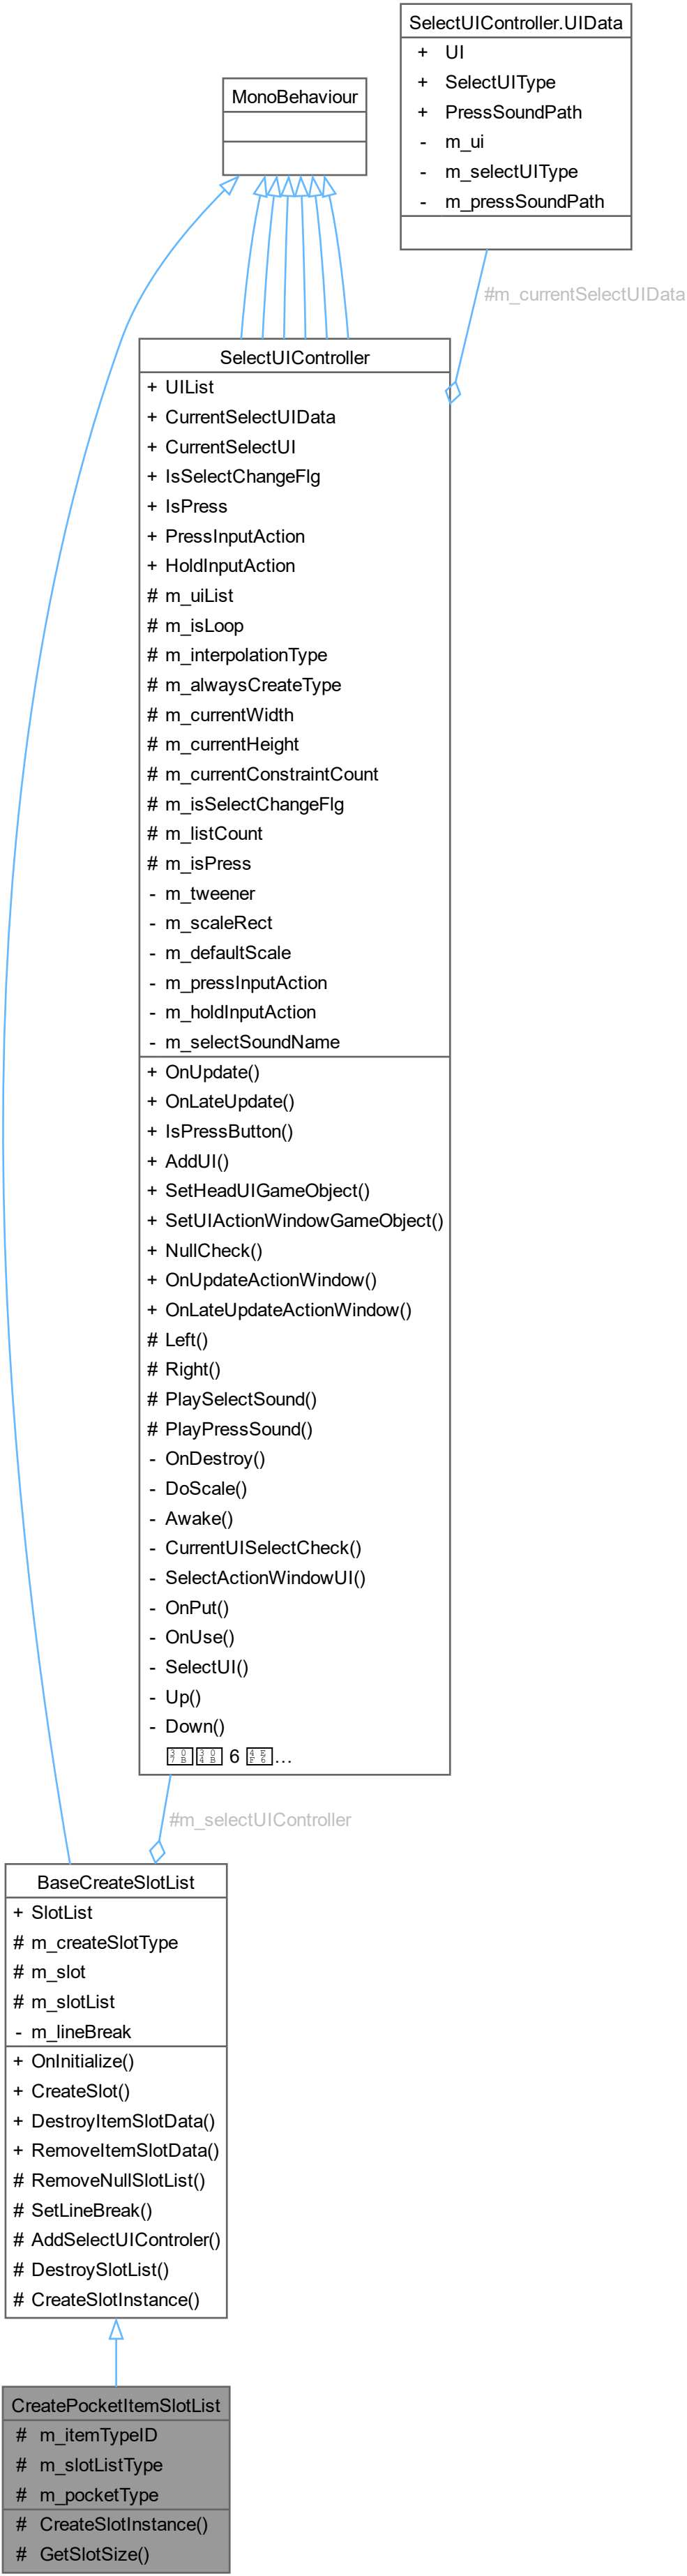 SelectUIController.UIData
+ UI
+ SelectUIType
+ PressSoundPath
- m_ui
- m_selectUIType
- m_pressSoundPath
MonoBehaviour
#m_currentSelectUIData
SelectUIController
+ UIList
+ CurrentSelectUIData
+ CurrentSelectUI
+ IsSelectChangeFlg
+ IsPress
+ PressInputAction
+ HoldInputAction
# m_uiList
# m_isLoop
# m_interpolationType
# m_alwaysCreateType
# m_currentWidth
# m_currentHeight
# m_currentConstraintCount
# m_isSelectChangeFlg
# m_listCount
# m_isPress
- m_tweener
- m_scaleRect
- m_defaultScale
- m_pressInputAction
- m_holdInputAction
- m_selectSoundName
+ OnUpdate()
+ OnLateUpdate()
+ IsPressButton()
+ AddUI()
+ SetHeadUIGameObject()
+ SetUIActionWindowGameObject()
+ NullCheck()
+ OnUpdateActionWindow()
+ OnLateUpdateActionWindow()
# Left()
# Right()
# PlaySelectSound()
# PlayPressSound()
- OnDestroy()
- DoScale()
- Awake()
- CurrentUISelectCheck()
- SelectActionWindowUI()
- OnPut()
- OnUse()
- SelectUI()
- Up()
- Down()
6 ...
#m_selectUIController
BaseCreateSlotList
+ SlotList
# m_createSlotType
# m_slot
# m_slotList
- m_lineBreak
+ OnInitialize()
+ CreateSlot()
+ DestroyItemSlotData()
+ RemoveItemSlotData()
# RemoveNullSlotList()
# SetLineBreak()
# AddSelectUIControler()
# DestroySlotList()
# CreateSlotInstance()
CreatePocketItemSlotList
# m_itemTypeID
# m_slotListType
# m_pocketType
# CreateSlotInstance()
# GetSlotSize()